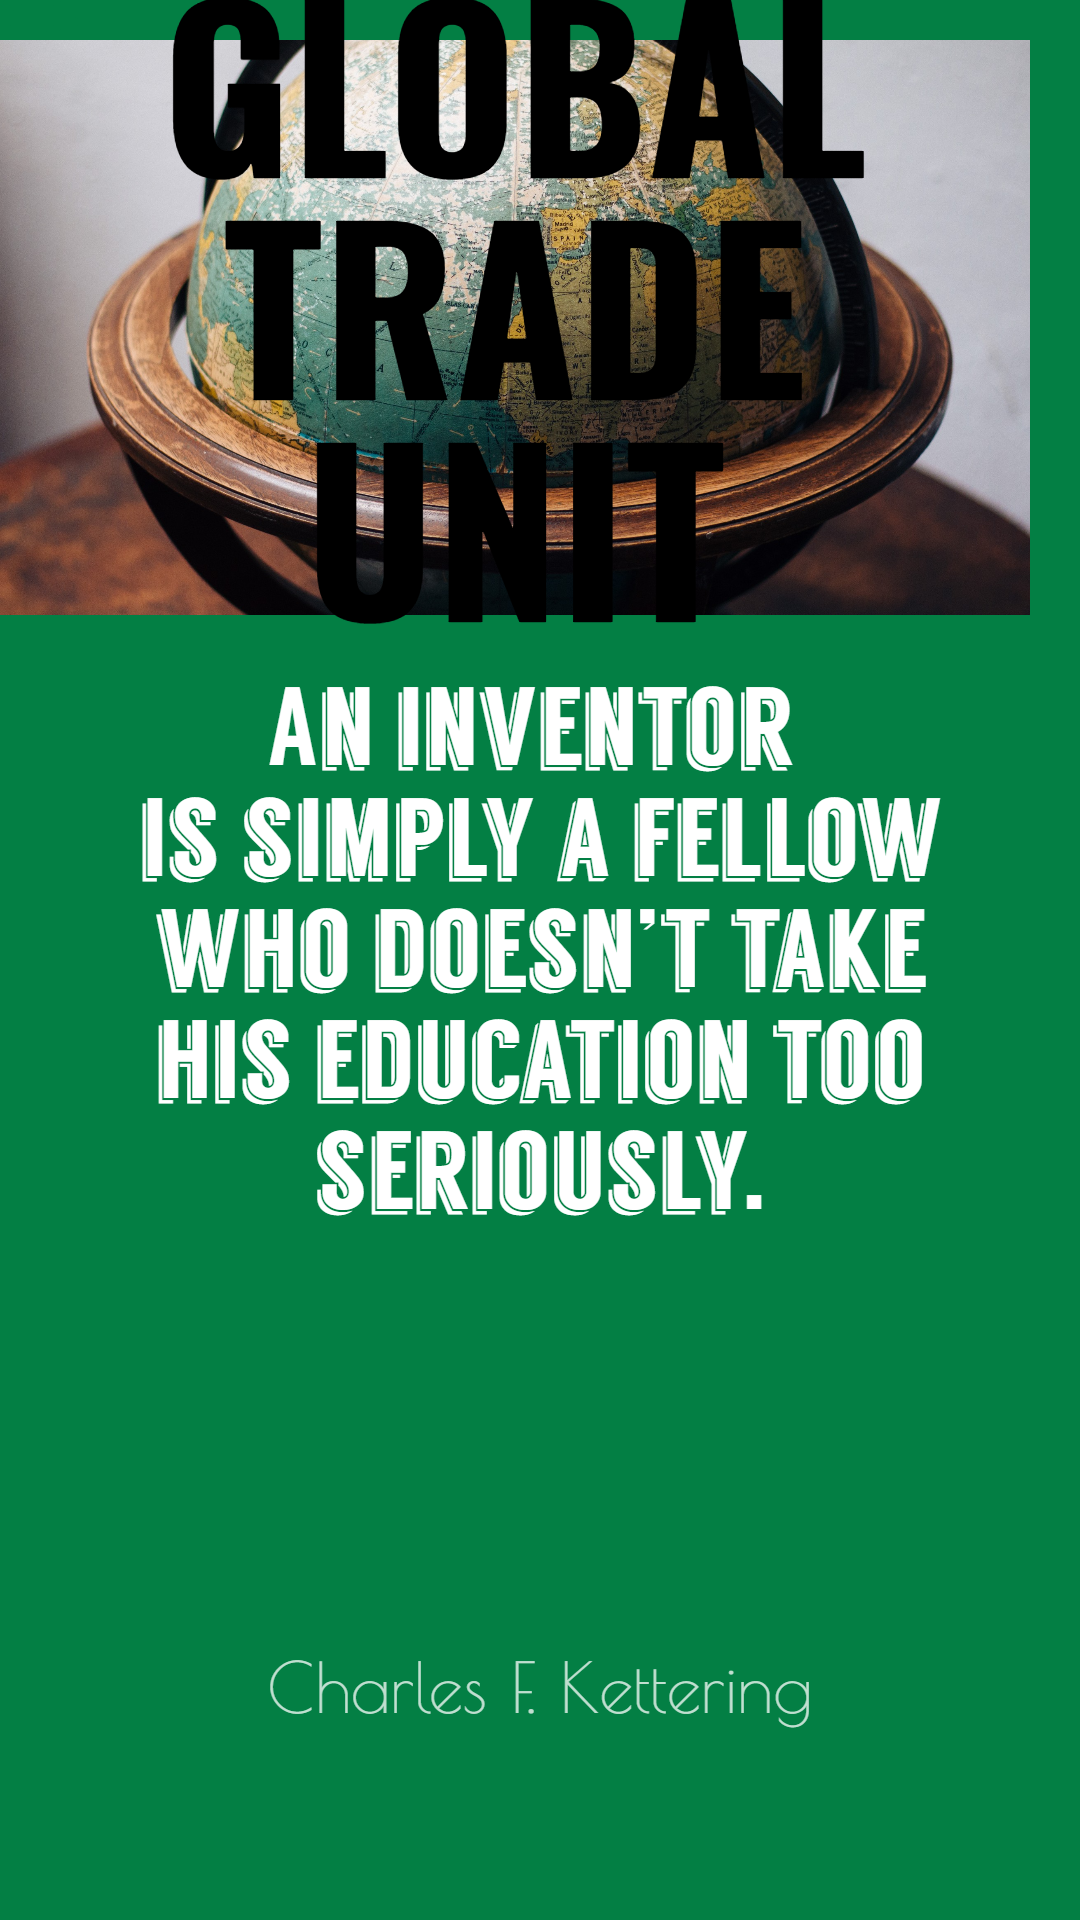 GLOBAL
TRADE
UNIT
AN INVENTOR
IS SIMPLY A FELLOW
WHO DOESN'T TAKE
HIS EDUCATION TOO
SERIOUSLY.
Charles F. Kettering